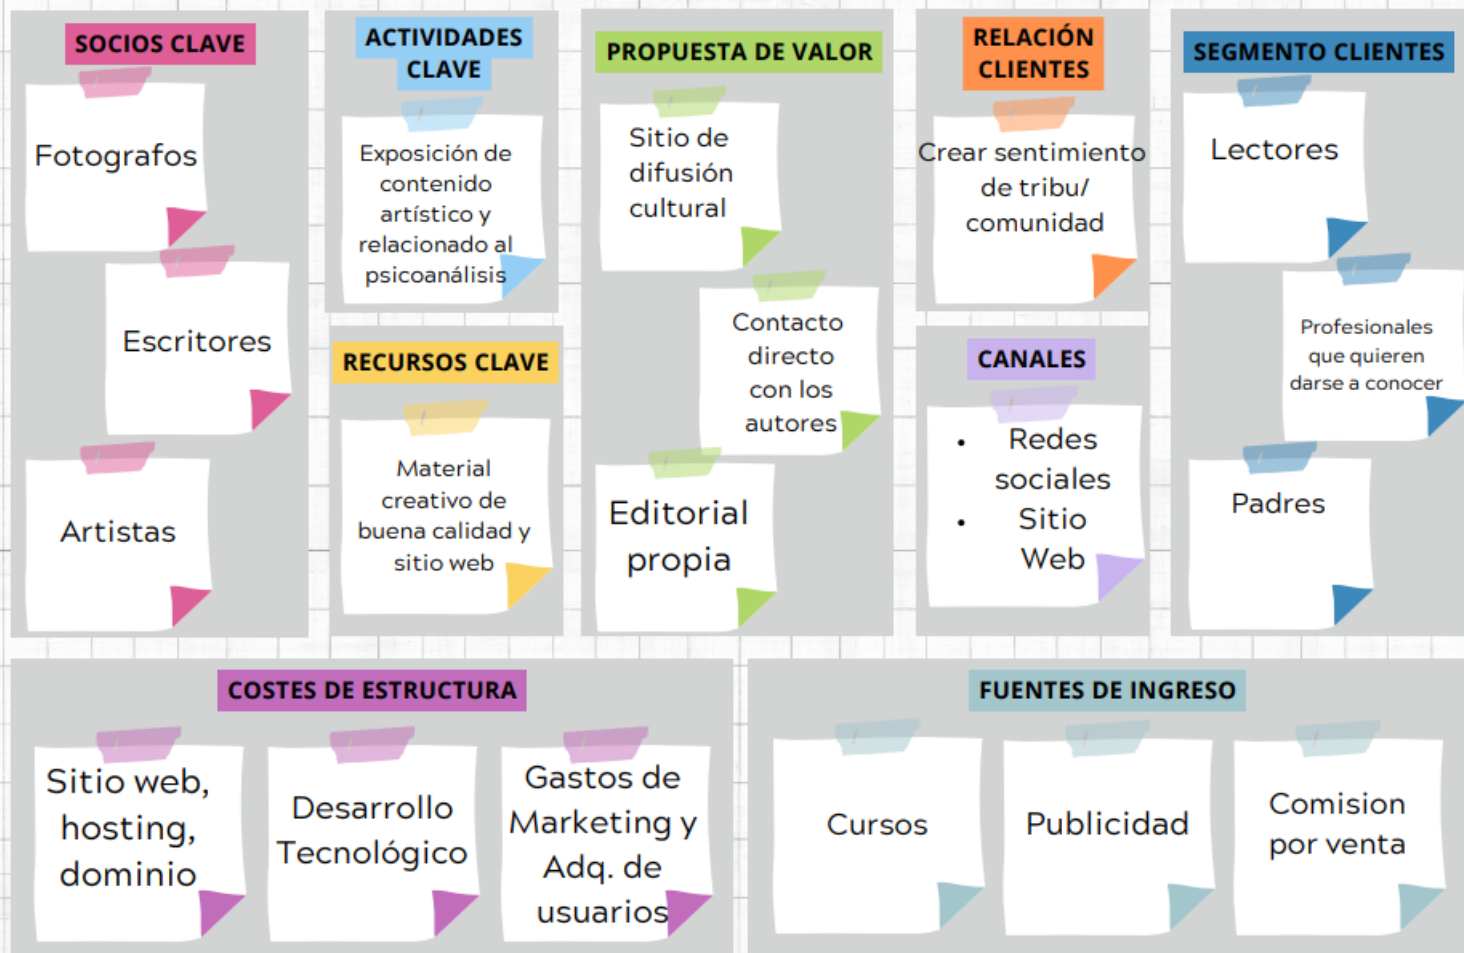 SOCIOS CLAVE
Fotografos
Escritores
Artistas
ACTIVIDADES
CLAVE
Exposición de
contenido
artístico y
relacionado al
psicoanálisis
RECURSOS CLAVE
Material
creativo de
buena calidad y
sitio web
PROPUESTA DE VALOR
Sitio de
difusión
cultural
Contacto
directo
con los
autores
Editorial
propia
RELACIÓN
CLIENTES
Crear sentimiento
de tribu/
comunidad
CANALES
• Redes
sociales
• Sitio
Web
SEGMENTO CLIENTES
Lectores
Profesionales
que quieren
darse a conocer
Padres
COSTES DE ESTRUCTURA
Sitio web,
hosting,
dominio
Desarrollo
Tecnológico
Gastos de
Marketing y
Adq. de
usuarios
FUENTES DE INGRESO
Cursos
Publicidad
Comision
por venta